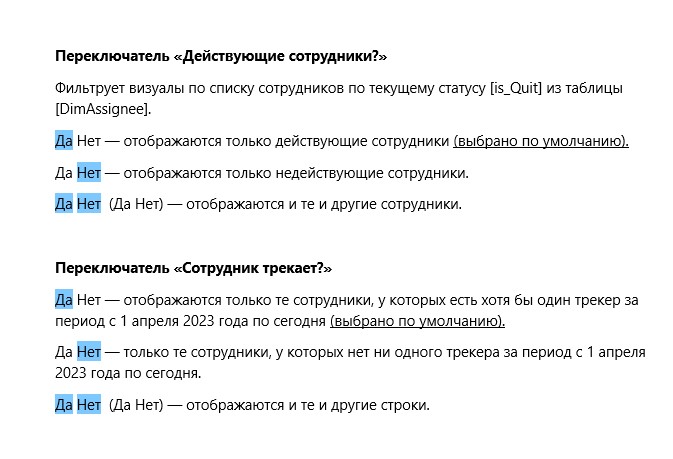 Переключатель «Действующие сотрудники?»
Фильтрует визуалы по списку сотрудников по текущему статусу [is_Quit] из таблицы
[DimAssignee].
Да Нет — отображаются только действующие сотрудники (выбрано по умолчанию).
Да Нет — отображаются только недействующие сотрудники.
Да Нет  (Да Нет) — отображаются и те и другие сотрудники.
Переключатель «Сотрудник трекает?»
Да Нет — отображаются только те сотрудники, у которых есть хотя бы один трекер за
период с 1 апреля 2023 года по сегодня (выбрано по умолчанию).
Да Нет — только те сотрудники, у которых нет ни одного трекера за период с 1 апреля
2023 года по сегодня.
Да Нет  (Да Нет) — отображаются и те и другие строки.